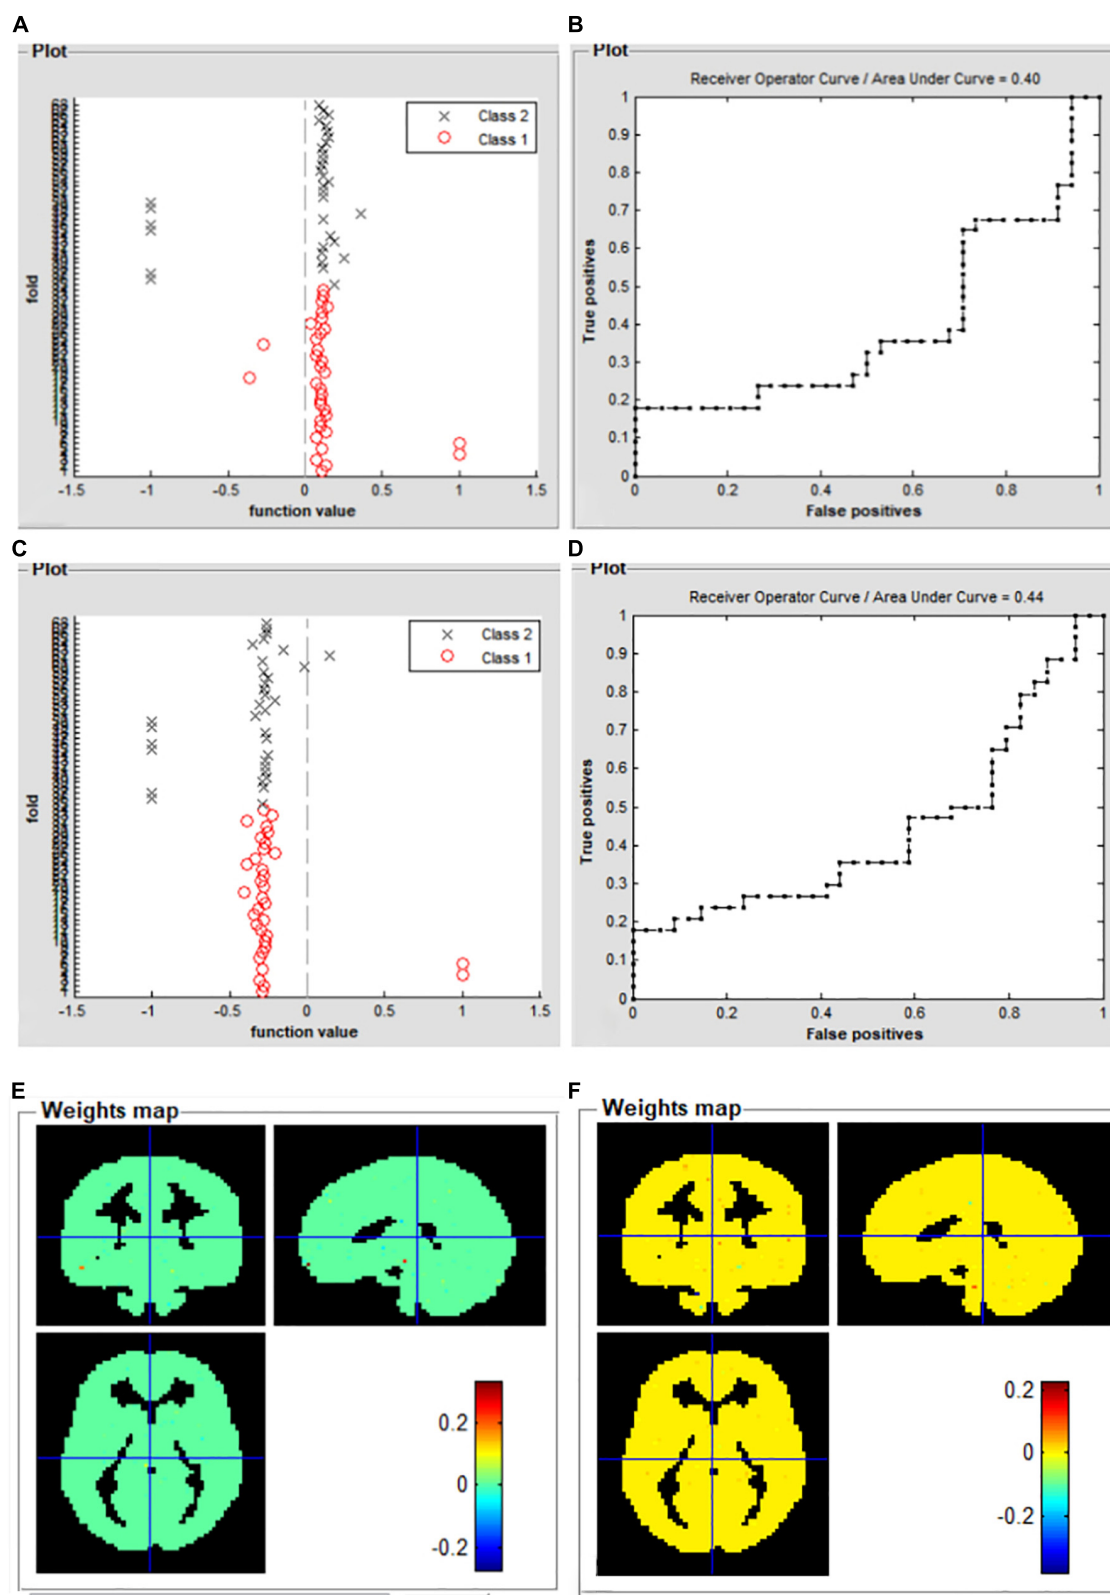 A
Plot
Class 2
Class 1
fold
-1.5 -1 -0.5 0 0.5 1 1.5
function value
B
Plot
Receiver Operator Curve / Area Under Curve = 0.40
1
0.9
0.8
0.7
0.6
0.5
0.4
0.3
0.2
0.1
0
True positives
0 0.2 0.4 0.6 0.8 1
False positives
C
Plot
Class 2
Class 1
fold
-1.5 -1 -0.5 0 0.5 1 1.5
function value
D
Plot
Receiver Operator Curve / Area Under Curve = 0.44
1
0.9
0.8
0.7
0.6
0.5
0.4
0.3
0.2
0.1
0
True positives
0 0.2 0.4 0.6 0.8 1
False positives
E
Weights map
0.2
0
-0.2
F
Weights map
0.2
0
-0.2